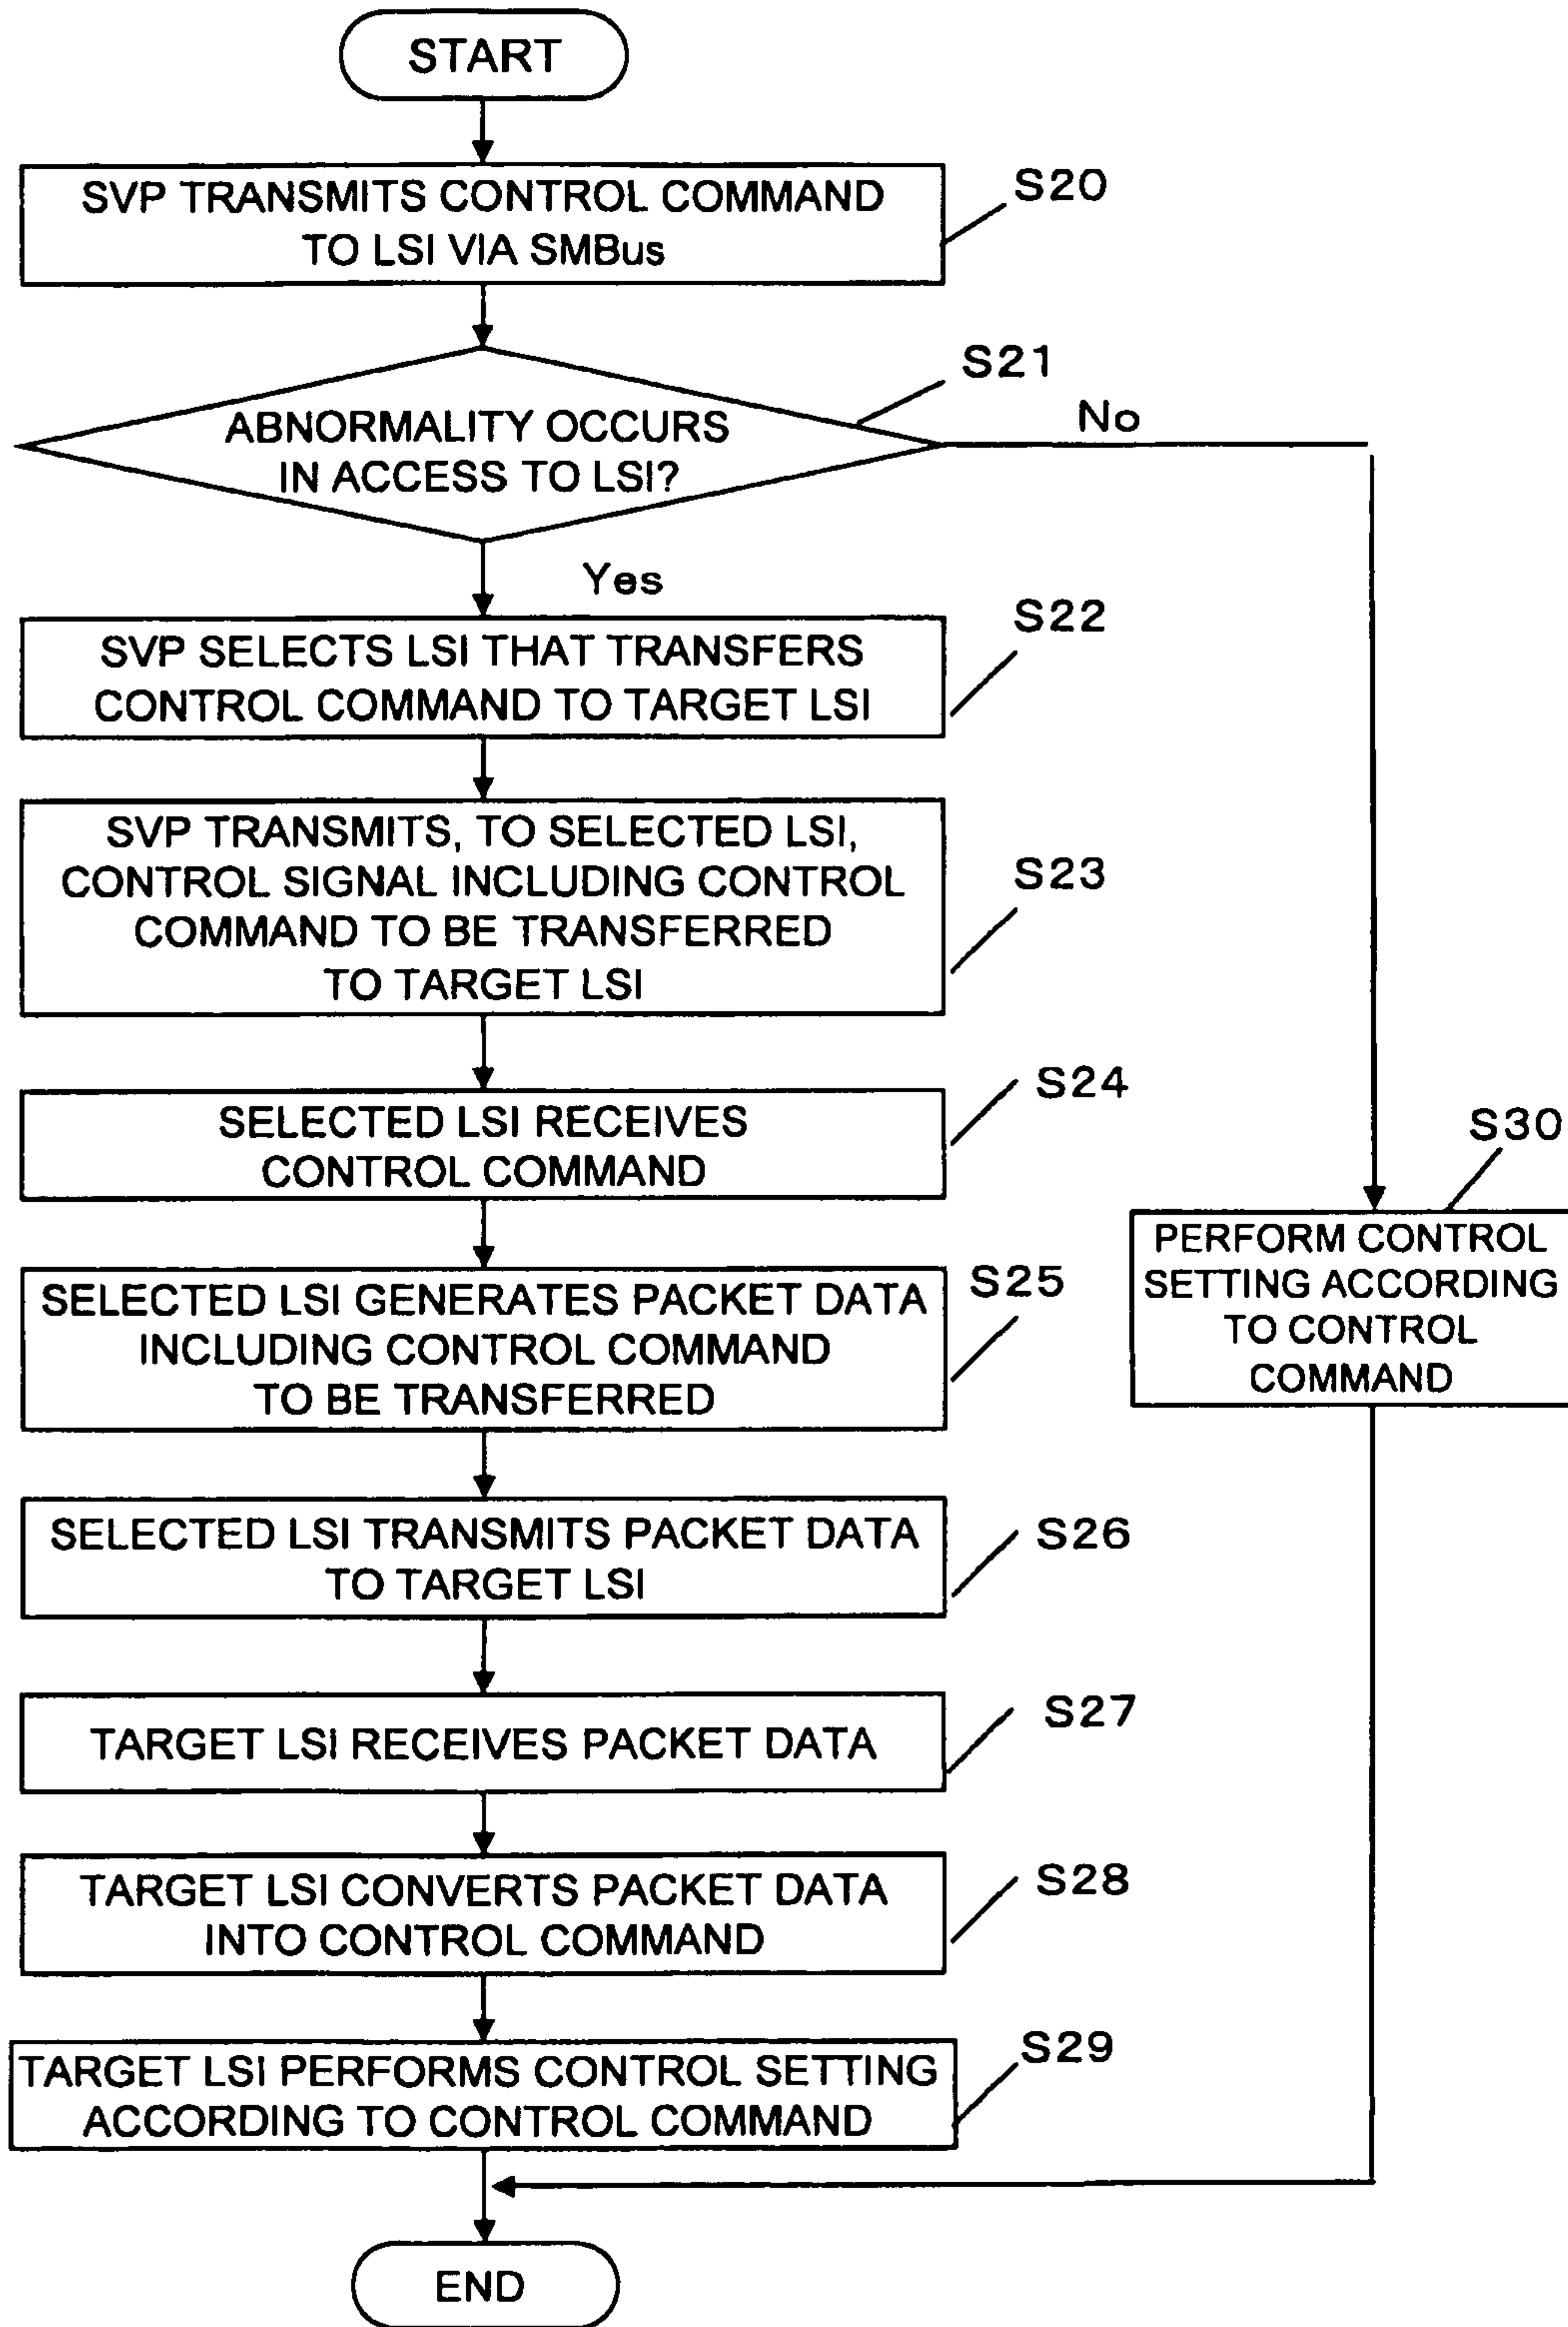 START
SVP TRANSMITS CONTROL COMMAND
TO LSI VIA SMBus
S20
ABNORMALITY OCCURS
IN ACCESS TO LSI?
S21
No
Yes
SVP SELECTS LSI THAT TRANSFERS
CONTROL COMMAND TO TARGET LSI
S22
SVP TRANSMITS, TO SELECTED LSI,
CONTROL SIGNAL INCLUDING CONTROL
COMMAND TO BE TRANSFERRED
TO TARGET LSI
S23
SELECTED LSI RECEIVES
CONTROL COMMAND
S24
S30
PERFORM CONTROL
SETTING ACCORDING
TO CONTROL
COMMAND
SELECTED LSI GENERATES PACKET DATA
INCLUDING CONTROL COMMAND
TO BE TRANSFERRED
S25
SELECTED LSI TRANSMITS PACKET DATA
TO TARGET LSI
S26
TARGET LSI RECEIVES PACKET DATA
S27
TARGET LSI CONVERTS PACKET DATA
INTO CONTROL COMMAND
S28
TARGET LSI PERFORMS CONTROL SETTING
ACCORDING TO CONTROL COMMAND
S29
END